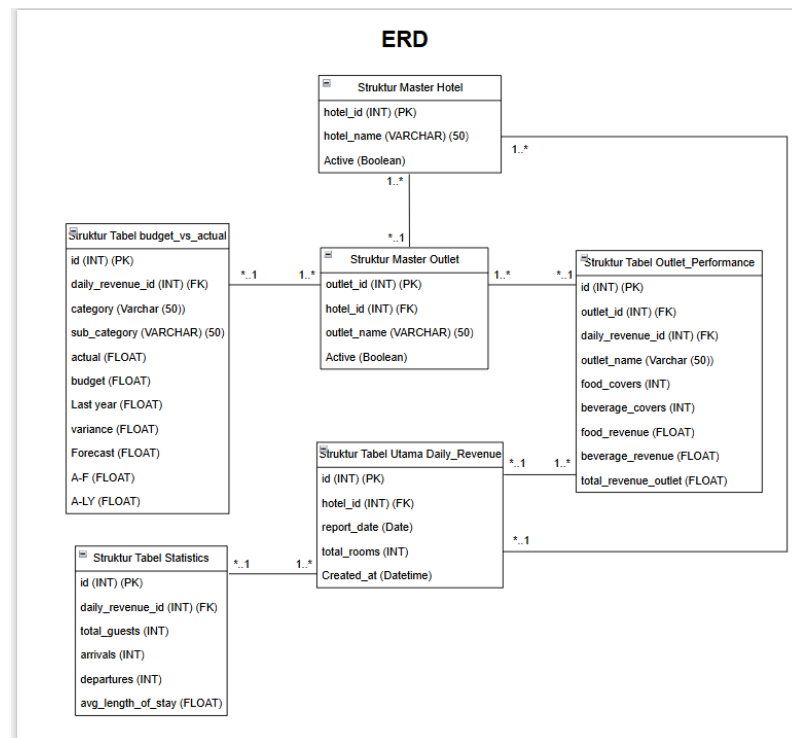 ERD
Struktur Master Hotel
hotel_id (INT) (PK)
hotel_name (VARCHAR) (50)
Active (Boolean)
1..*
1..*
*..1
Struktur Tabel budget_vs_actual
id (INT) (PK)
daily_revenue_id (INT) (FK)
category (Varchar (50))
sub_category (VARCHAR) (50)
actual (FLOAT)
budget (FLOAT)
Last year (FLOAT)
variance (FLOAT)
Forecast (FLOAT)
A-F (FLOAT)
A-LY (FLOAT)
*..1
1..*
Struktur Master Outlet
outlet_id (INT) (PK)
hotel_id (INT) (FK)
outlet_name (VARCHAR) (50)
Active (Boolean)
1..*
*..1
Struktur Tabel Outlet_Performance
id (INT) (PK)
outlet_id (INT) (FK)
daily_revenue_id (INT) (FK)
outlet_name (Varchar (50))
food_covers (INT)
beverage_covers (INT)
food_revenue (FLOAT)
beverage_revenue (FLOAT)
total_revenue_outlet (FLOAT)
Struktur Tabel Utama Daily_Revenue
id (INT) (PK)
hotel_id (INT) (FK)
report_date (Date)
total_rooms (INT)
Created_at (Datetime)
*..1
1..*
*..1
Struktur Tabel Statistics
id (INT) (PK)
daily_revenue_id (INT) (FK)
total_guests (INT)
arrivals (INT)
departures (INT)
avg_length_of_stay (FLOAT)
*..1
1..*